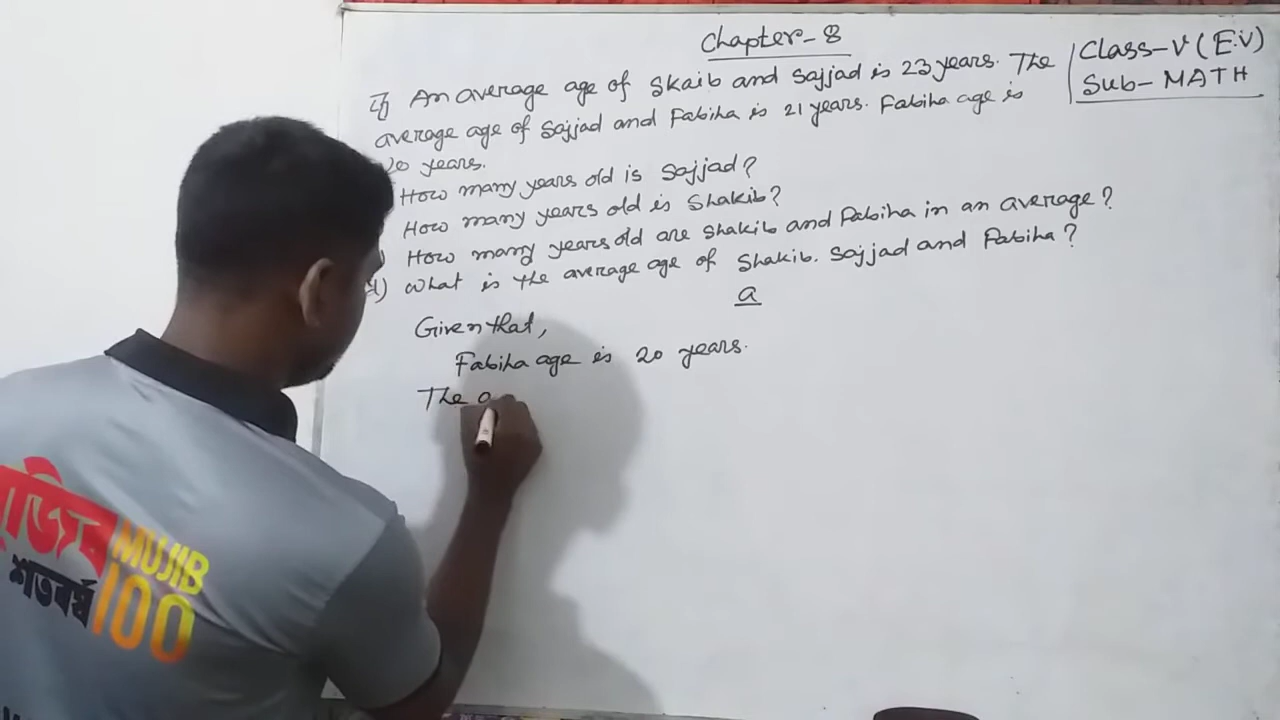 Chapter-8
Class-V (E.V)
Sub-MATH
If An average age of Skaib and Sajjad is 23 years. The
average age of Sajjad and Fabiha is 21 years. Fabiha age is
20 years.
How many years old is Sajjad?
How many years old is Shakib?
) How many years old are Shakib and Fabiha in an average?
d) What is the average age of Shakib. Sajjad and Fabiha?
a
Given that,
Fabiha age is 20 years.
The a
MUJIB
100
শতবর্ষ